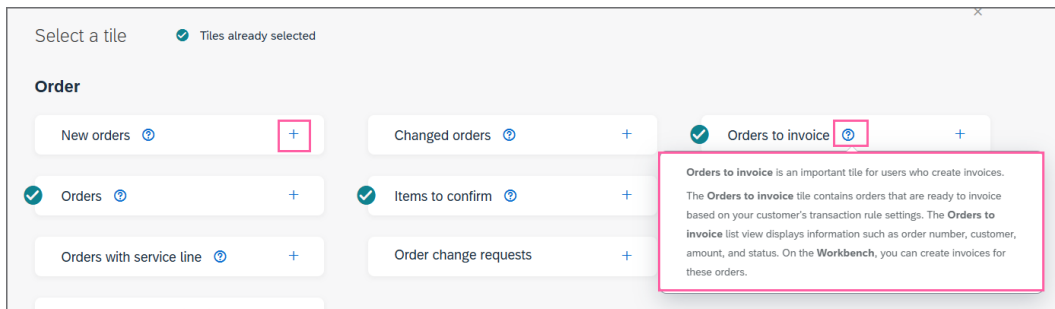 Select a tile
Tiles already selected
Order
New orders
Changed orders
Orders to invoice
Orders
Items to confirm
Orders with service line
Order change requests
Orders to invoice is an important tile for users who create invoices.
The Orders to invoice tile contains orders that are ready to invoice
based on your customer's transaction rule settings. The Orders to
invoice list view displays information such as order number, customer,
amount, and status. On the Workbench, you can create invoices for
these orders.